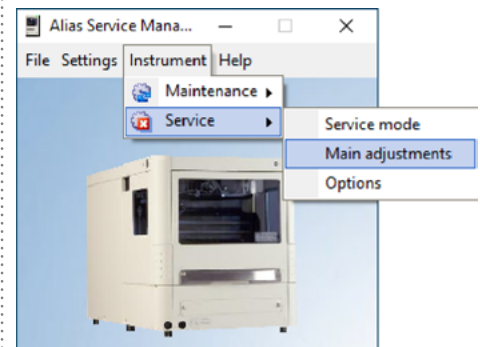 Alias Service Mana...
File Settings Instrument Help
Maintenance
Service
Service mode
Main adjustments
Options